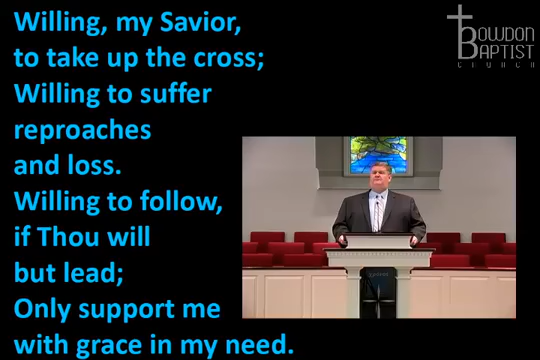 Willing, my Savior,
to take up the cross;
Willing to suffer
reproaches
and loss.
Willing to follow,
if Thou will
but lead;
Only support me
with grace in my need.
Bowdon
Baptist
Church